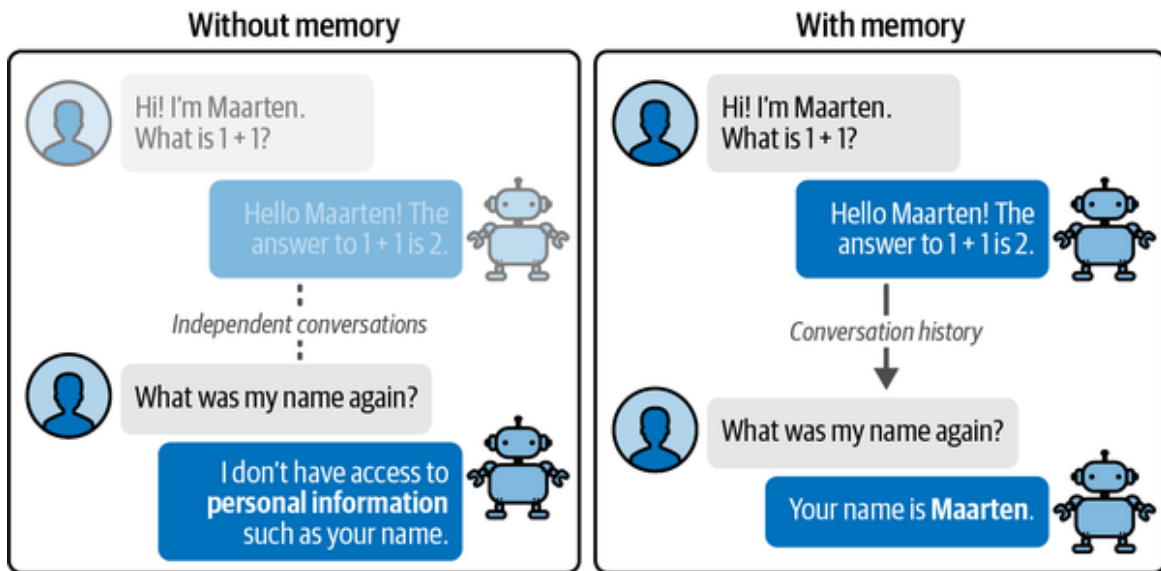 Without memory
Hi! I'm Maarten.
What is 1 + 1?
Hello Maarten! The
answer to 1 + 1 is 2.
Independent conversations
What was my name again?
I don't have access to
personal information
such as your name.
With memory
Hi! I'm Maarten.
What is 1 + 1?
Hello Maarten! The
answer to 1 + 1 is 2.
Conversation history
What was my name again?
Your name is Maarten.